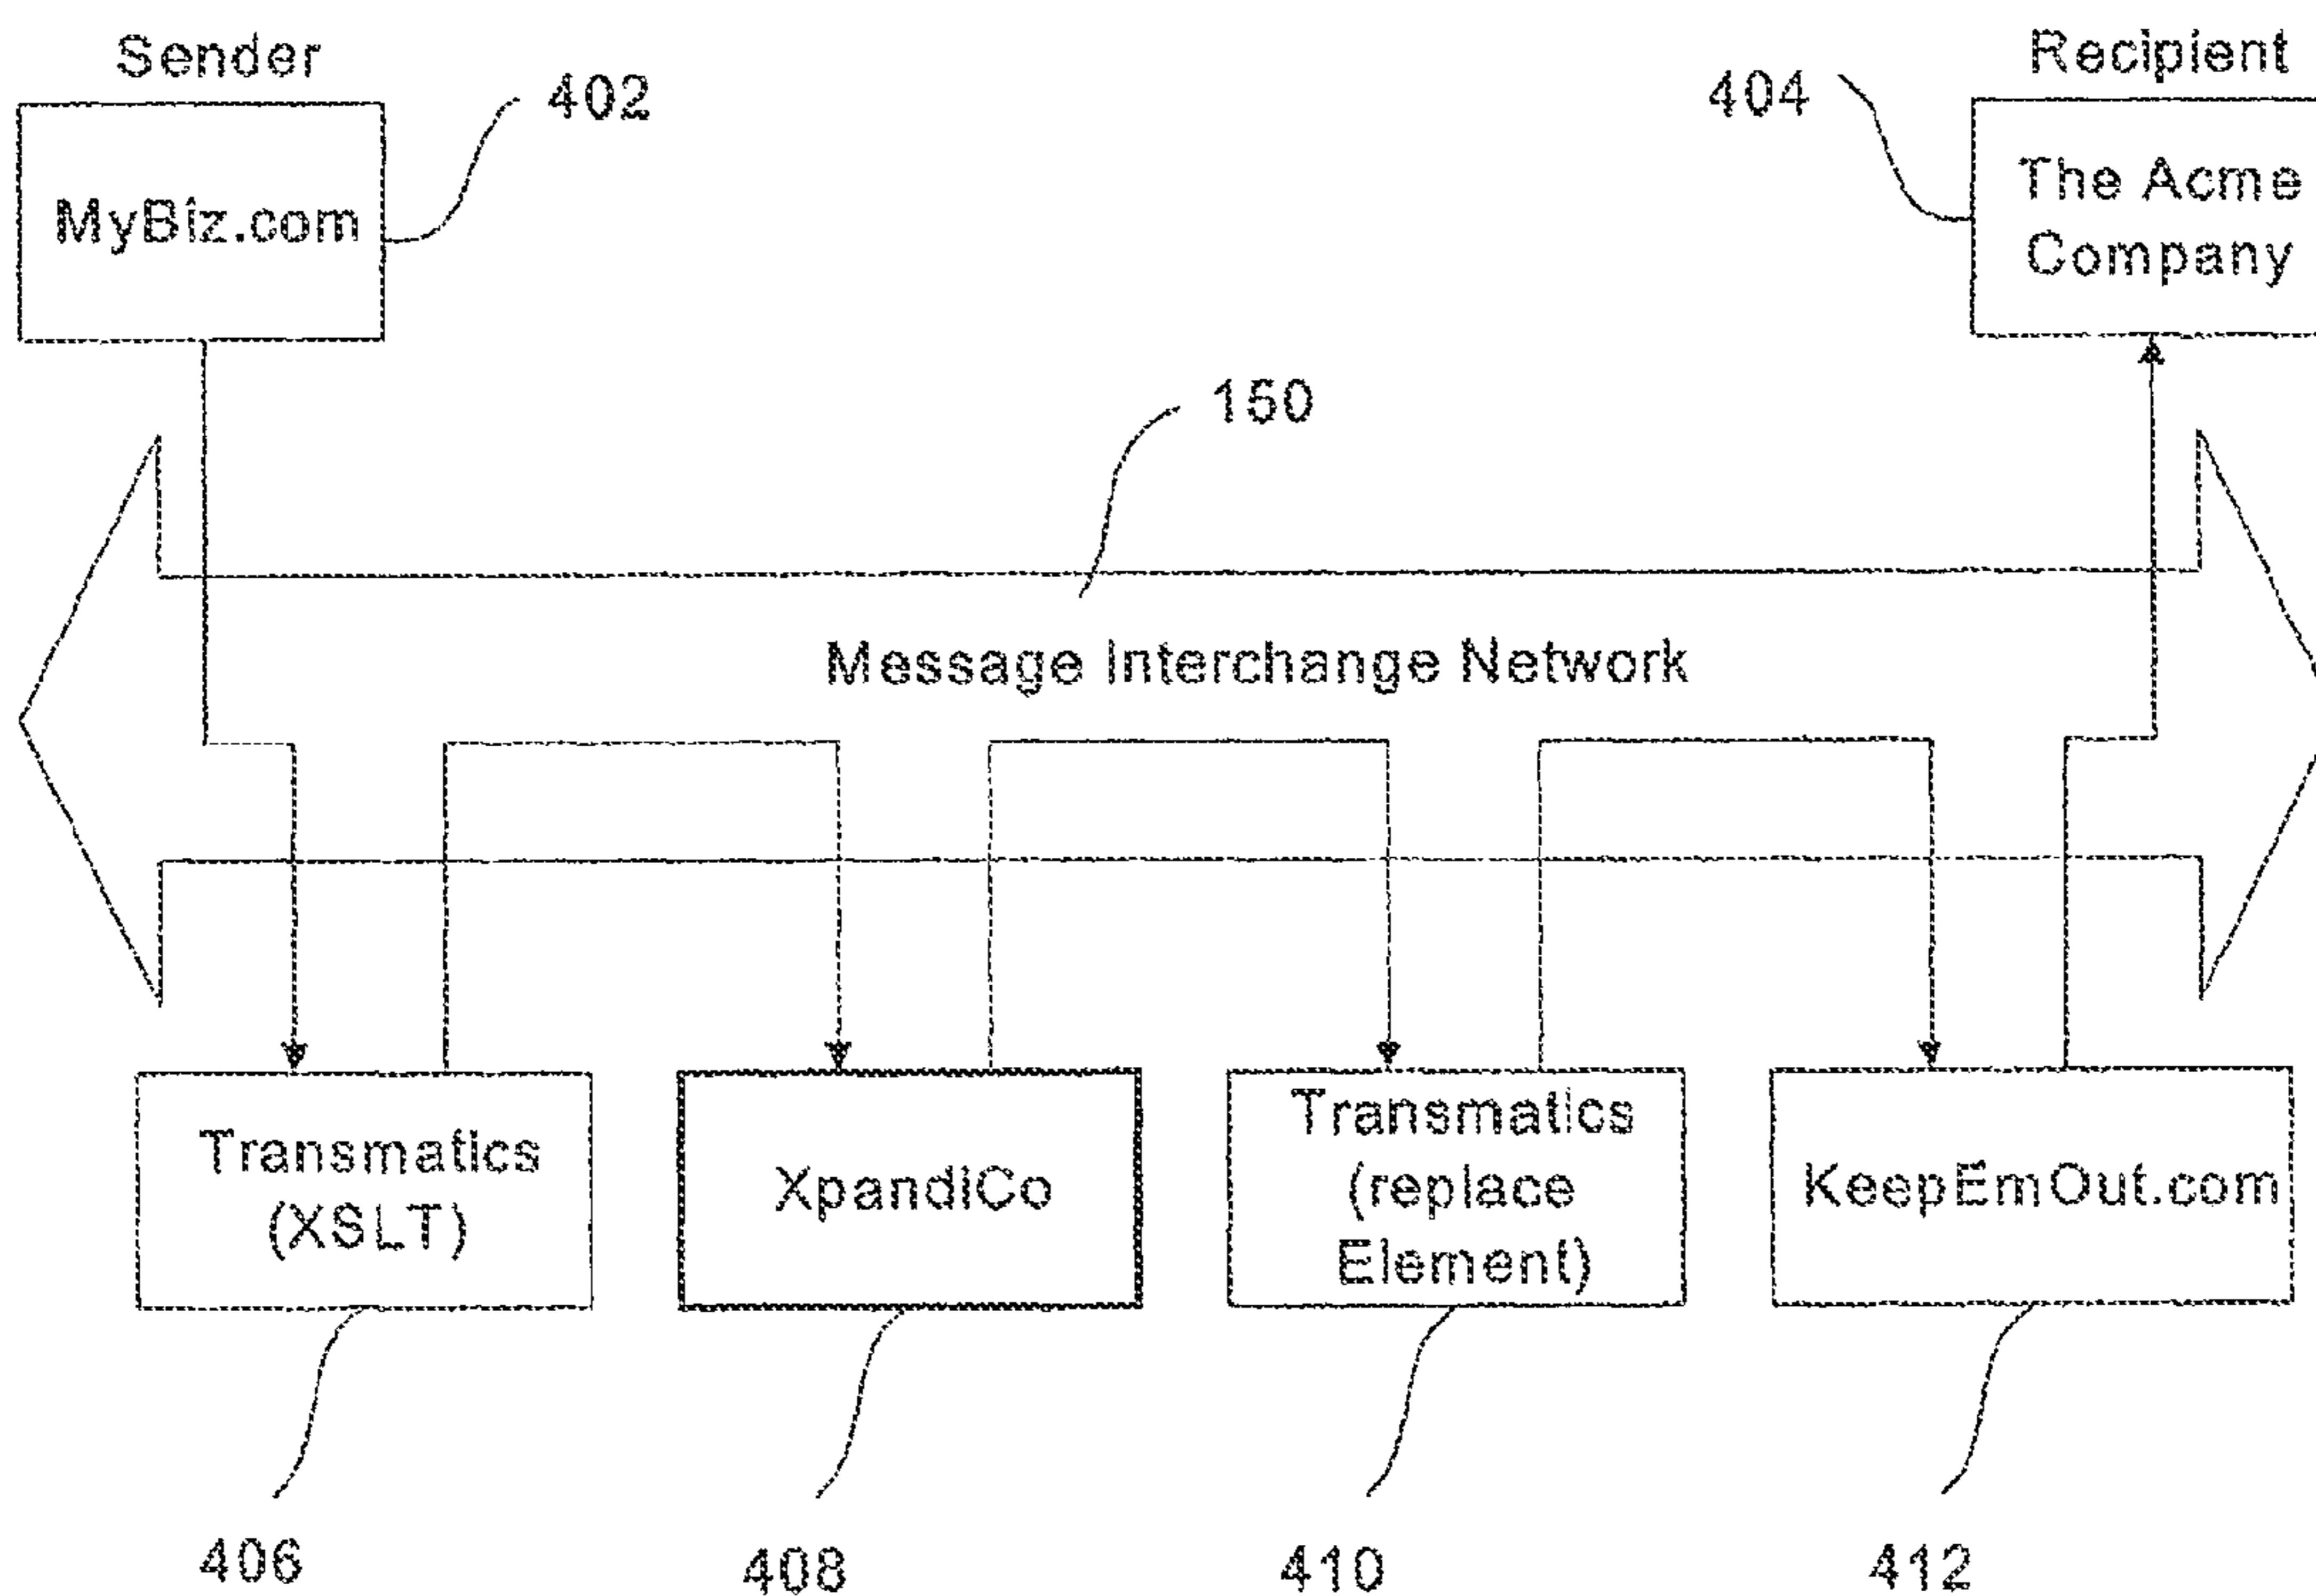 Sender
Recipient
402
404
MyBiz.com
The Acme
Company
150
Message Interchange Network
Transmatics
(XSLT)
XpandiCo
Transmatics
(replace
Element)
KeepEmOut.com
406
408
410
412